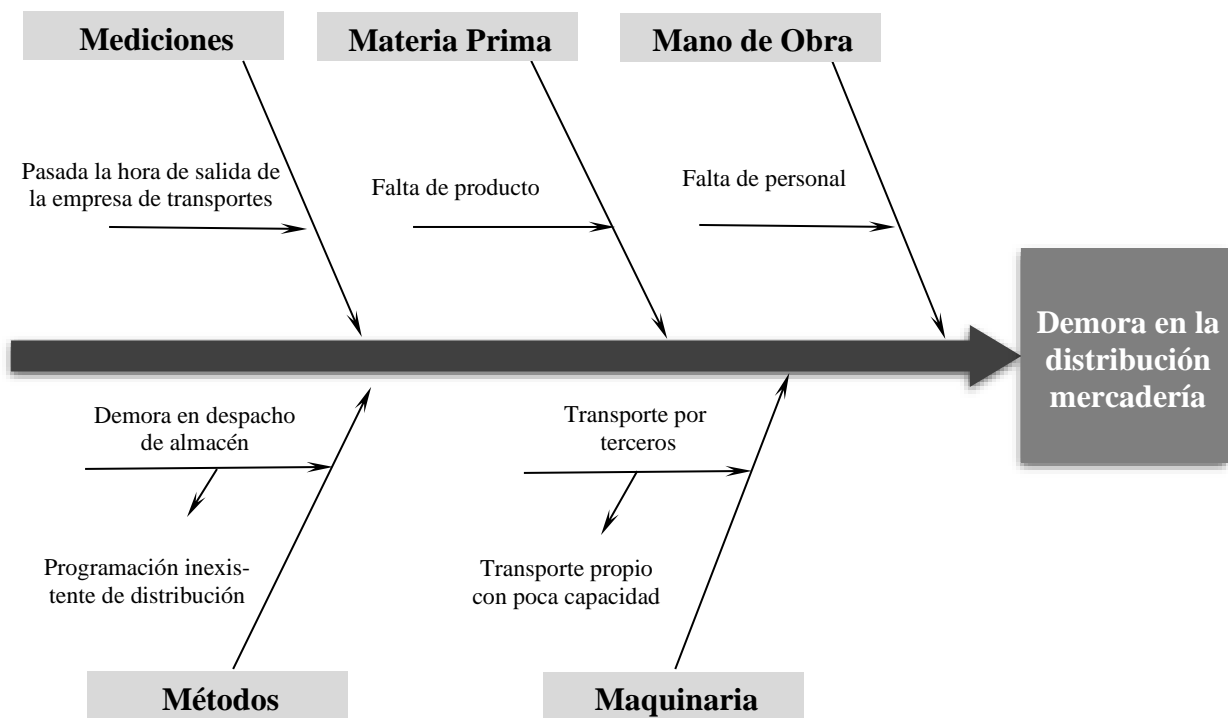 Mediciones
Materia Prima
Mano de Obra
Pasada la hora de salida de
la empresa de transportes
Falta de producto
Falta de personal
Demora en la
distribución
mercadería
Demora en despacho
de almacén
Transporte por
terceros
Programación inexis-
tente de distribución
Transporte propio
con poca capacidad
Métodos
Maquinaria